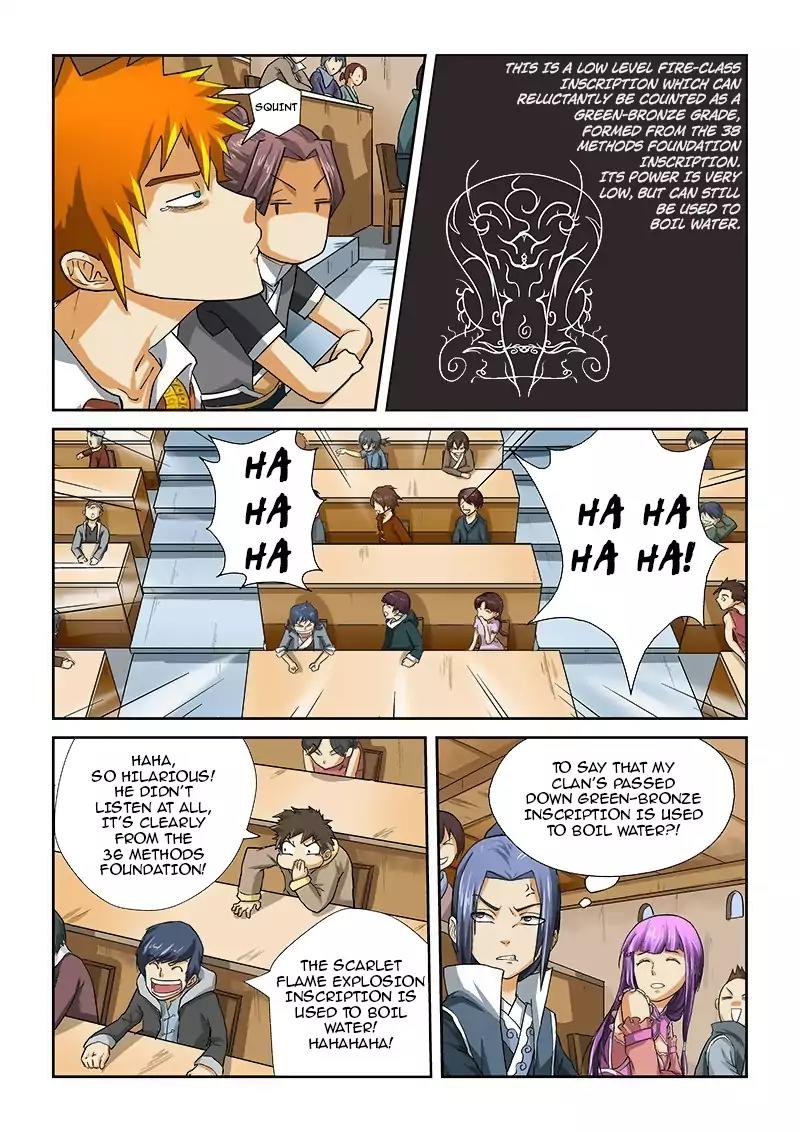 SQUINT
THIS IS A LOW LEVEL FIRE-CLASS
INSCRIPTION WHICH CAN
RELUCTANTLY BE COUNTED AS A
GREEN-BRONZE GRADE,
FORMED FROM THE 38
METHODS FOUNDATION
INSCRIPTION.
ITS POWER IS VERY
LOW, BUT CAN STILL
BE USED TO
BOIL WATER.
HA
HA
HA
HA HA
HA HA!
HAHA,
SO HILARIOUS!
HE DIDN'T
LISTEN AT ALL,
IT'S CLEARLY
FROM THE
36 METHODS
FOUNDATION!
THE SCARLET
FLAME EXPLOSION
INSCRIPTION IS
USED TO BOIL
WATER!
HAHAHAHA!
TO SAY THAT MY
CLAN'S PASSED
DOWN GREEN-BRONZE
INSCRIPTION IS USED
TO BOIL WATER?!